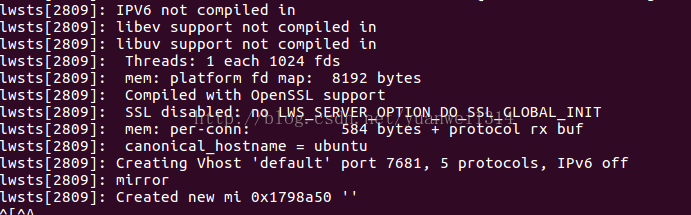 lwsts[2809]: IPV6 not compiled in
lwsts[2809]: libev support not compiled in
lwsts[2809]: libuv support not compiled in
lwsts[2809]:  Threads: 1 each 1024 fds
lwsts[2809]:  mem: platform fd map:  8192 bytes
lwsts[2809]:  Compiled with OpenSSL support
lwsts[2809]:  SSL disabled: no LWS_SERVER_OPTION_DO_SSL_GLOBAL_INIT
http://blog.csdn.net/yuanwei1314
lwsts[2809]:  mem: per-conn:          584 bytes + protocol rx buf
lwsts[2809]:  canonical_hostname = ubuntu
lwsts[2809]: Creating Vhost 'default' port 7681, 5 protocols, IPv6 off
lwsts[2809]: mirror
lwsts[2809]: Created new mi 0x1798a50 ''
^[^^